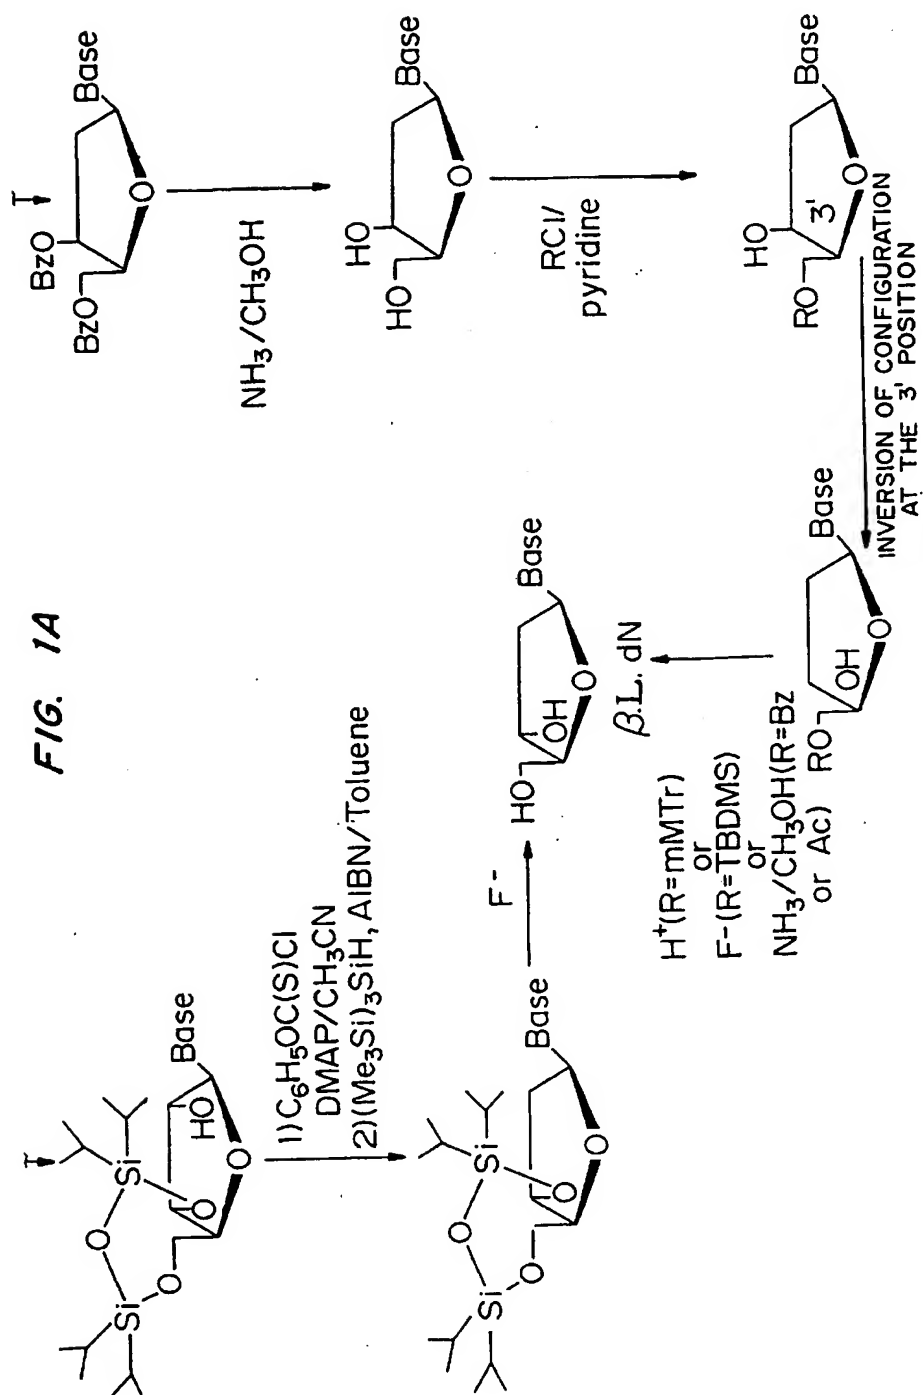 FIG. 1A
Si
Si
O
O
O
O
HO
Base
1)C6H5OC(S)Cl
DMAP/CH3CN
2)(Me3Si)3SiH, AIBN/Toluene
Si
Si
O
O
O
O
Base
F-
HO
OH
O
Base
β.L. dN
H+(R=mMTr)
or
F-(R=TBDMS)
or
NH3/CH3OH(R=Bz
or Ac)
RO
OH
O
Base
INVERSION OF CONFIGURATION
AT THE 3' POSITION
BzO
BzO
O
Base
NH3/CH3OH
HO
HO
O
Base
RCl/
pyridine
HO
RO
3'
O
Base